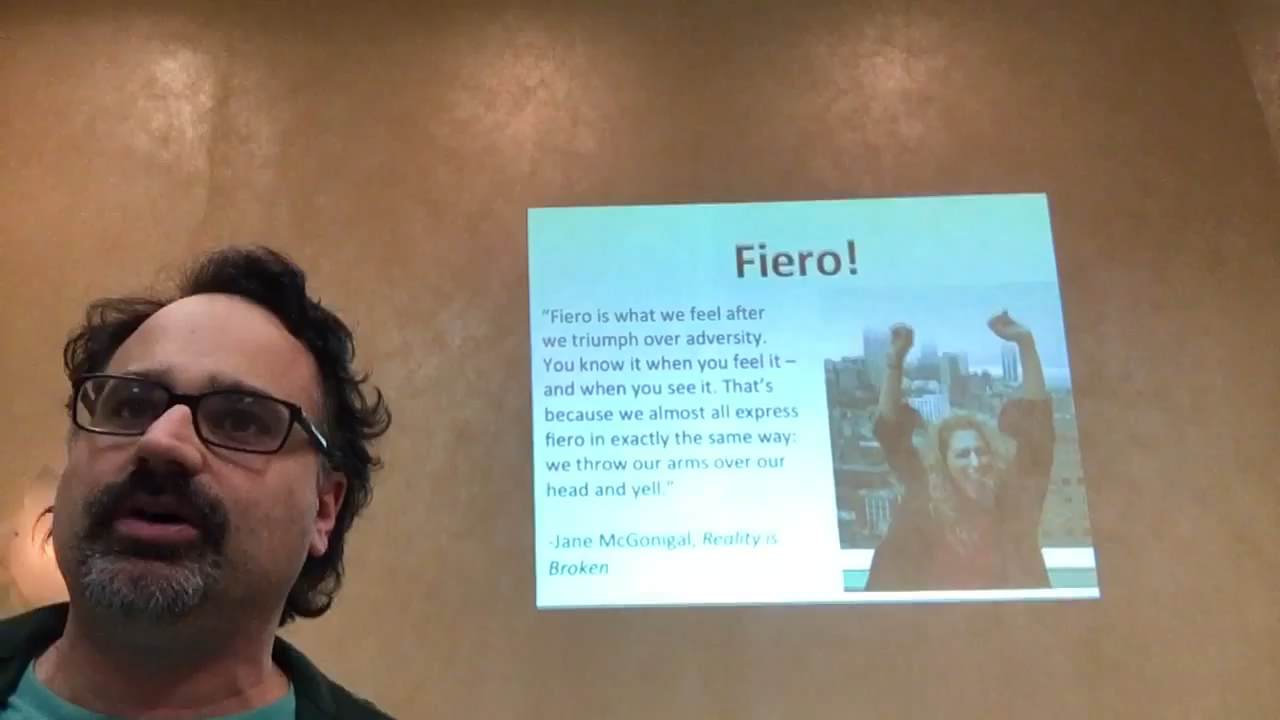 Fiero!
“Fiero is what we feel after
we triumph over adversity.
You know it when you feel it –
and when you see it. That’s
because we almost all express
fiero in exactly the same way:
we throw our arms over our
head and yell.”
-Jane McGonigal, Reality is
Broken